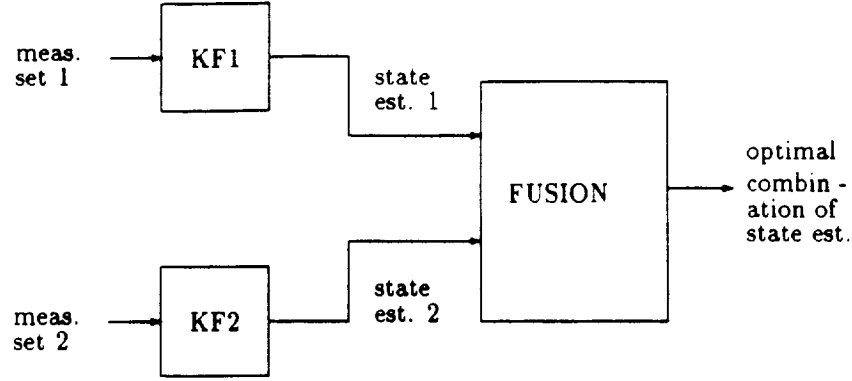 meas.
set 1
KF1
state
est. 1
FUSION
optimal
combin -
ation of
state est.
meas.
set 2
KF2
state
est. 2